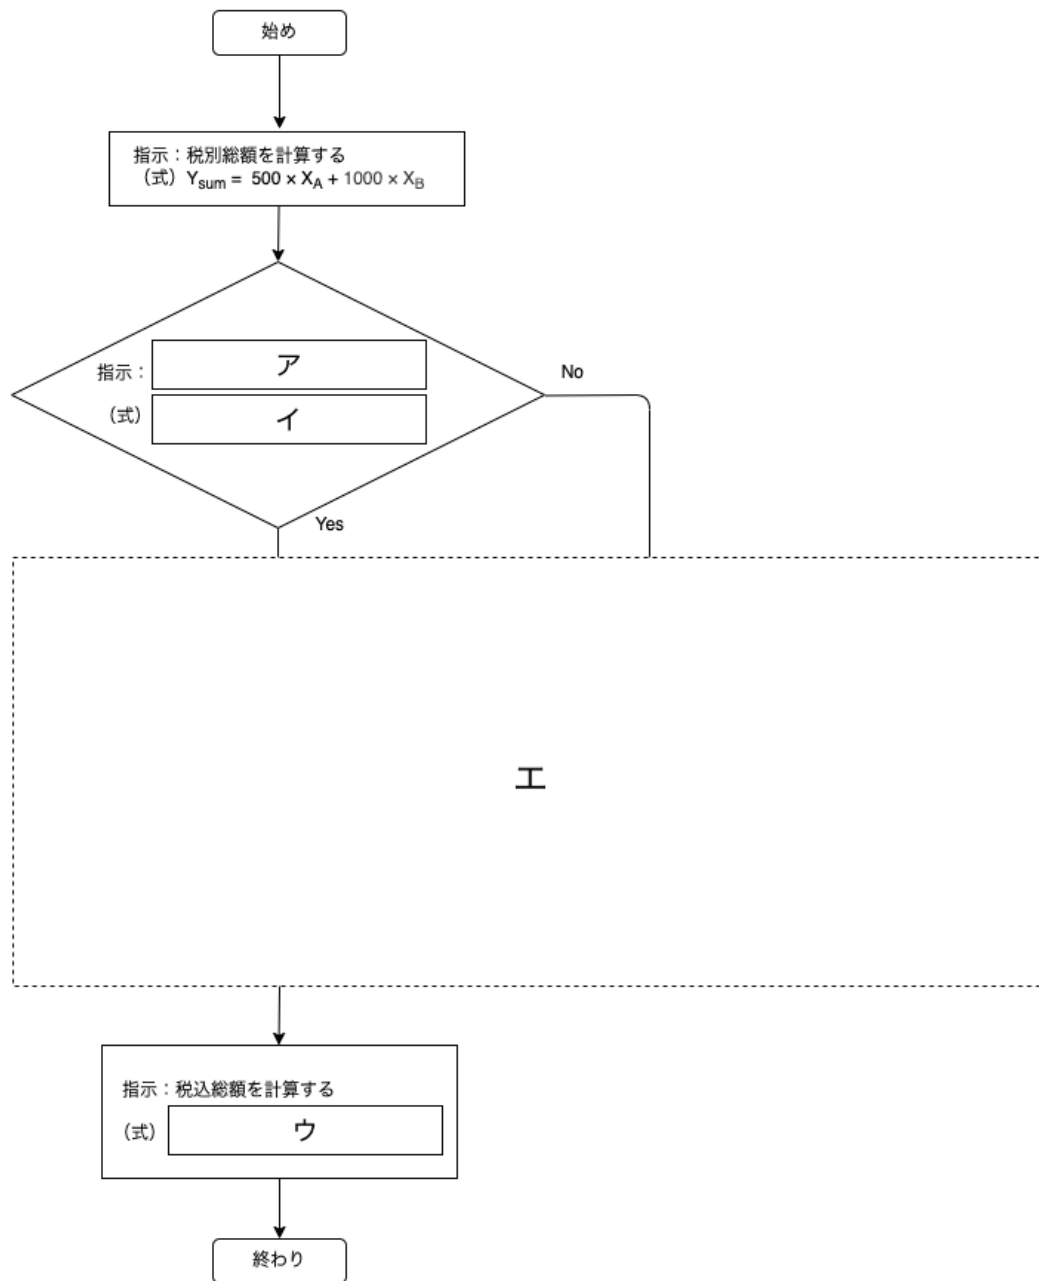 始め
指示：税別総額を計算する
（式）Ysum = 500 × XA + 1000 × XB
指示：
ア
No
（式）
イ
Yes
エ
指示：税込総額を計算する
（式）
ウ
終わり